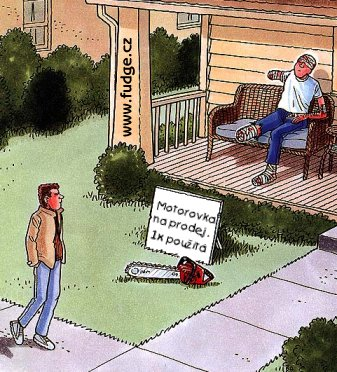 www.fudge.cz
Motorovka
na prodej.
1x použitá